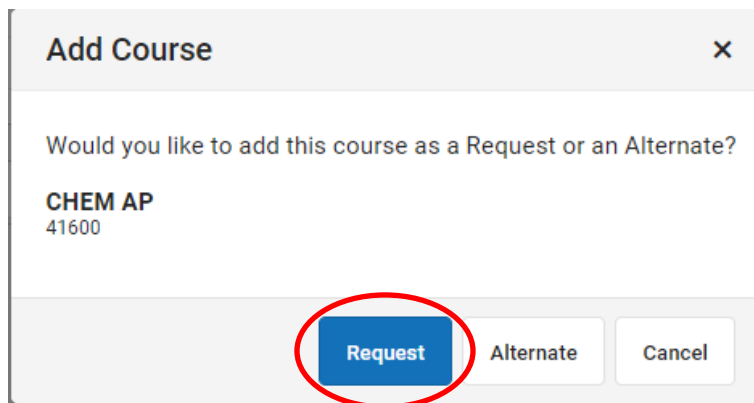 Add Course
Would you like to add this course as a Request or an Alternate?
CHEM AP
41600
Request Alternate Cancel